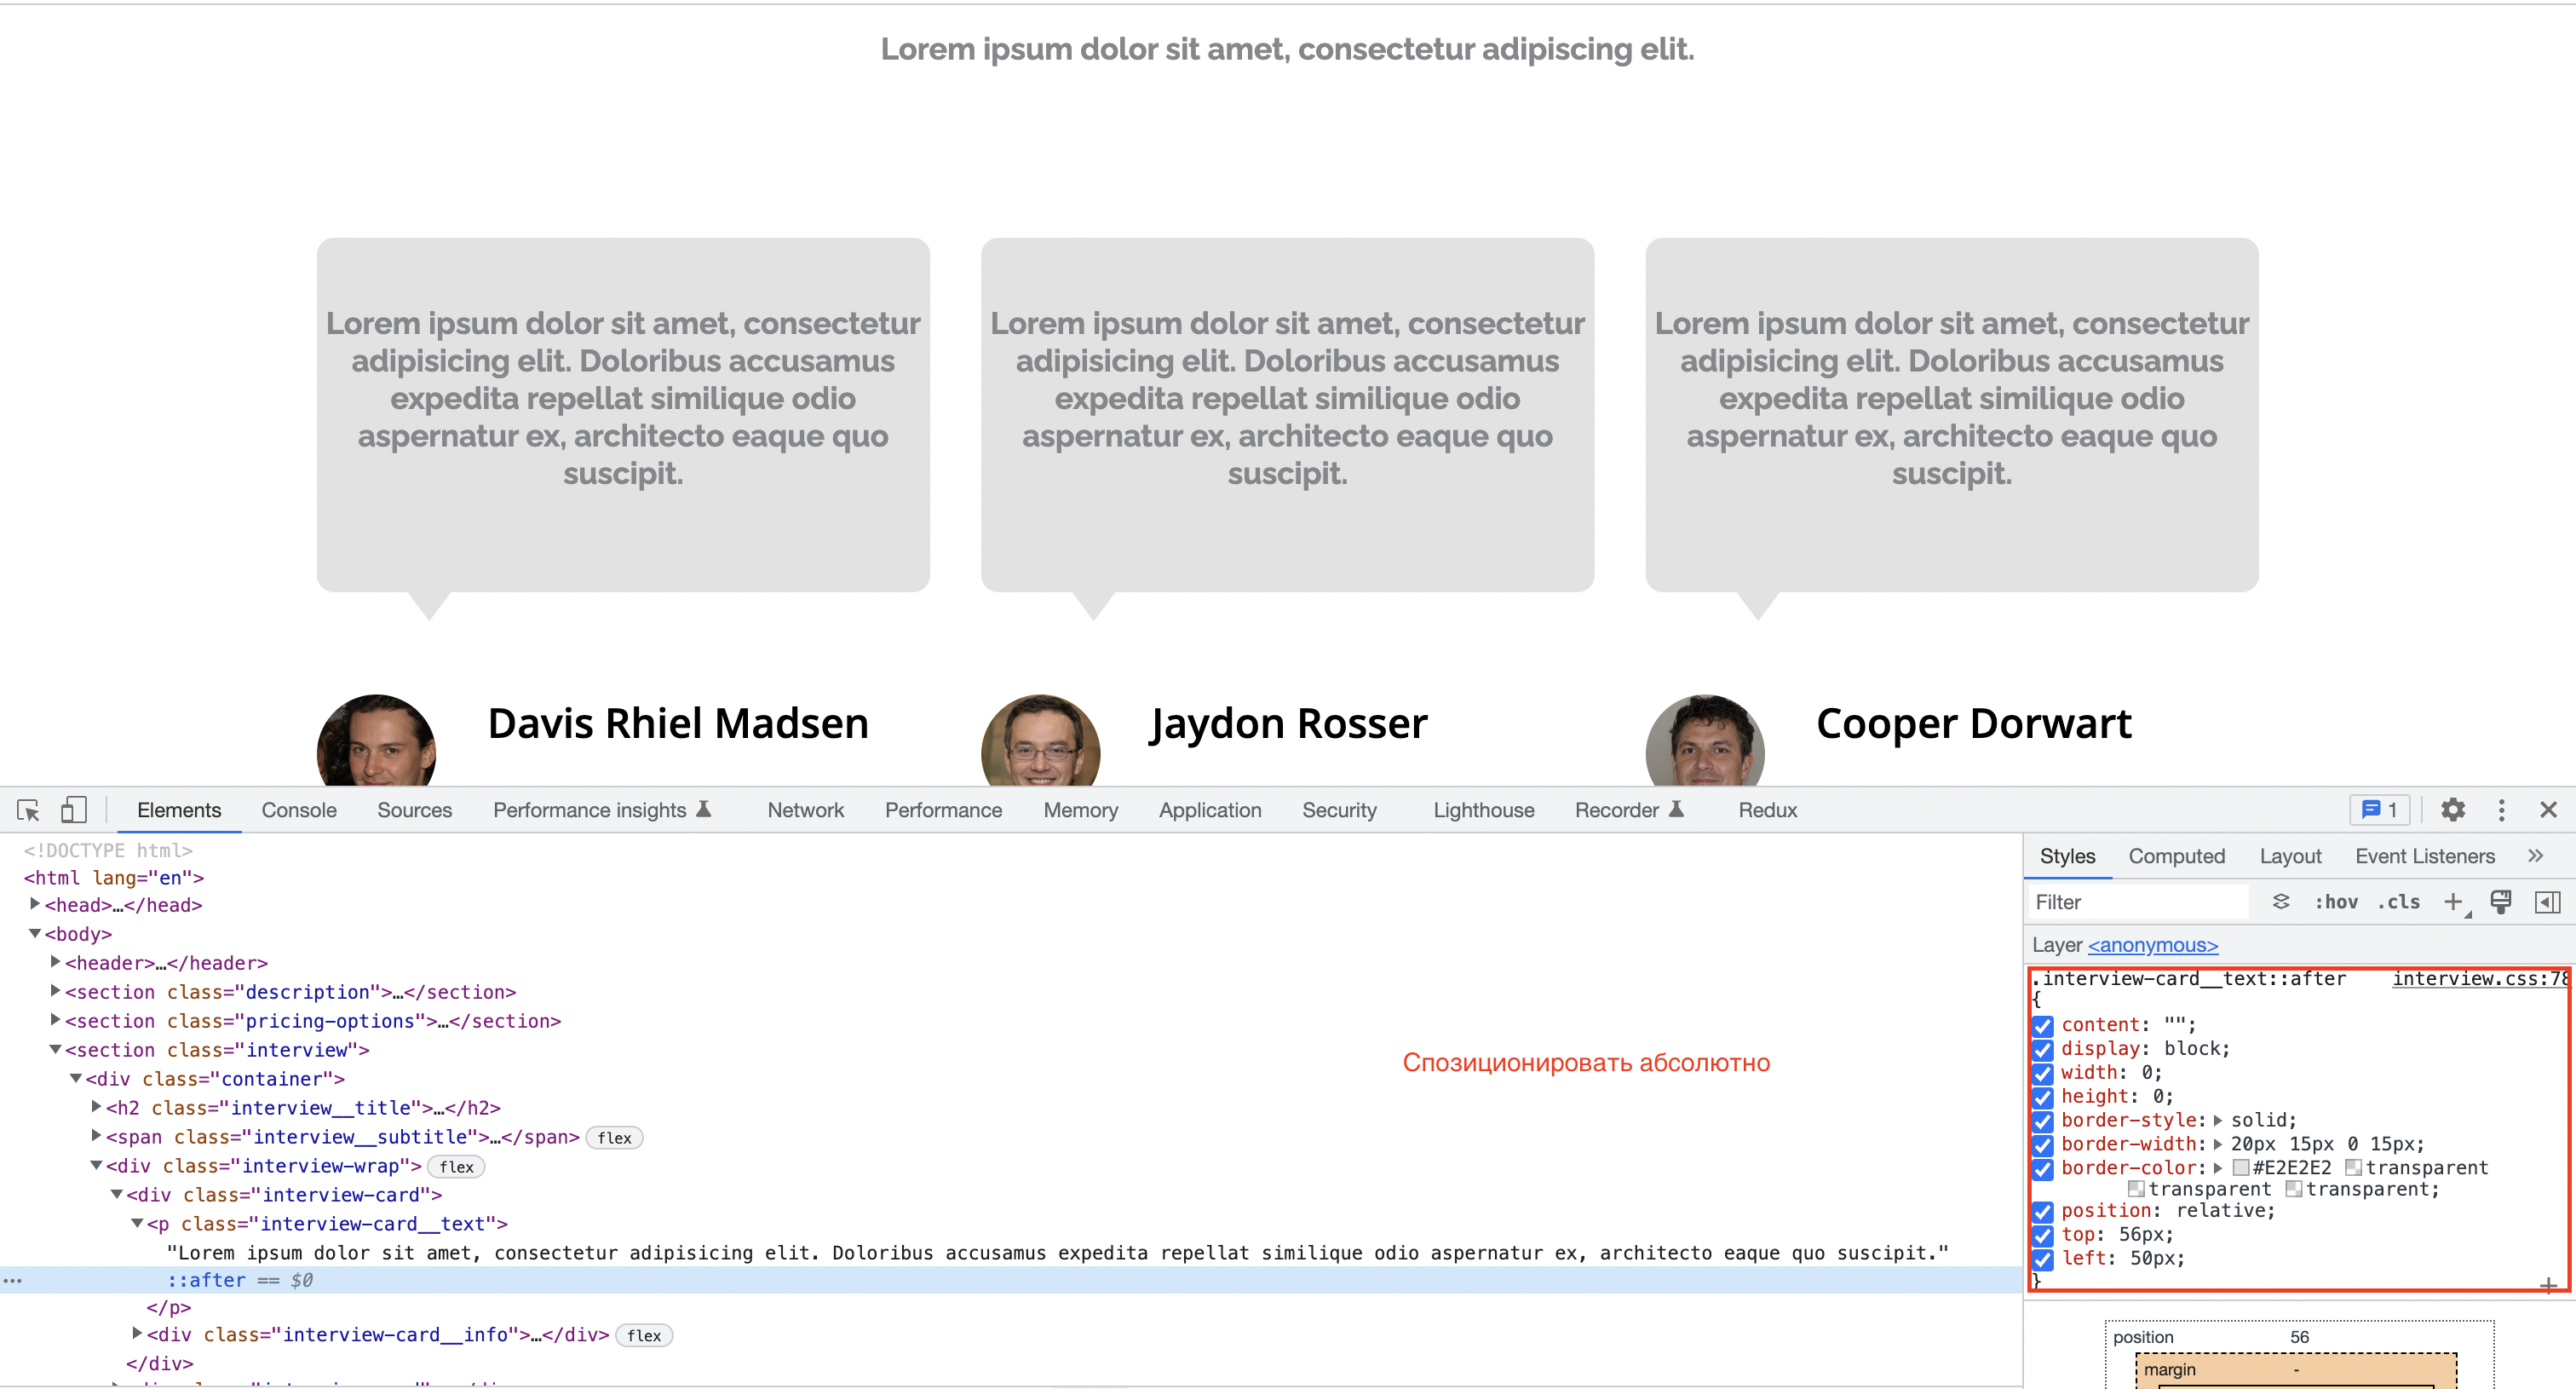 Lorem ipsum dolor sit amet, consectetur adipiscing elit.
Lorem ipsum dolor sit amet, consectetur
adipisicing elit. Doloribus accusamus
expedita repellat similique odio
aspernatur ex, architecto eaque quo
suscipit.
Lorem ipsum dolor sit amet, consectetur
adipisicing elit. Doloribus accusamus
expedita repellat similique odio
aspernatur ex, architecto eaque quo
suscipit.
Lorem ipsum dolor sit amet, consectetur
adipisicing elit. Doloribus accusamus
expedita repellat similique odio
aspernatur ex, architecto eaque quo
suscipit.
Davis Rhiel Madsen
Jaydon Rosser
Cooper Dorwart
Elements Console Sources Performance insights Network Performance Memory Application Security Lighthouse Recorder Redux 1
<!DOCTYPE html>
<html lang="en">
<head>…</head>
<body>
<header>…</header>
<section class="description">…</section>
<section class="pricing-options">…</section>
<section class="interview">
<div class="container">
<h2 class="interview__title">…</h2>
<span class="interview__subtitle">…</span> flex
<div class="interview-wrap"> flex
<div class="interview-card">
<p class="interview-card__text">
"Lorem ipsum dolor sit amet, consectetur adipisicing elit. Doloribus accusamus expedita repellat similique odio aspernatur ex, architecto eaque quo suscipit."
::after == $0
</p>
<div class="interview-card__info">…</div> flex
</div>
Спозиционировать абсолютно
Styles Computed Layout Event Listeners
Filter :hov .cls
Layer <anonymous>
.interview-card__text::after interview.css:78
{
content: "";
display: block;
width: 0;
height: 0;
border-style: solid;
border-width: 20px 15px 0 15px;
border-color: #E2E2E2 transparent
transparent transparent;
position: relative;
top: 56px;
left: 50px;
}
position 56
margin -